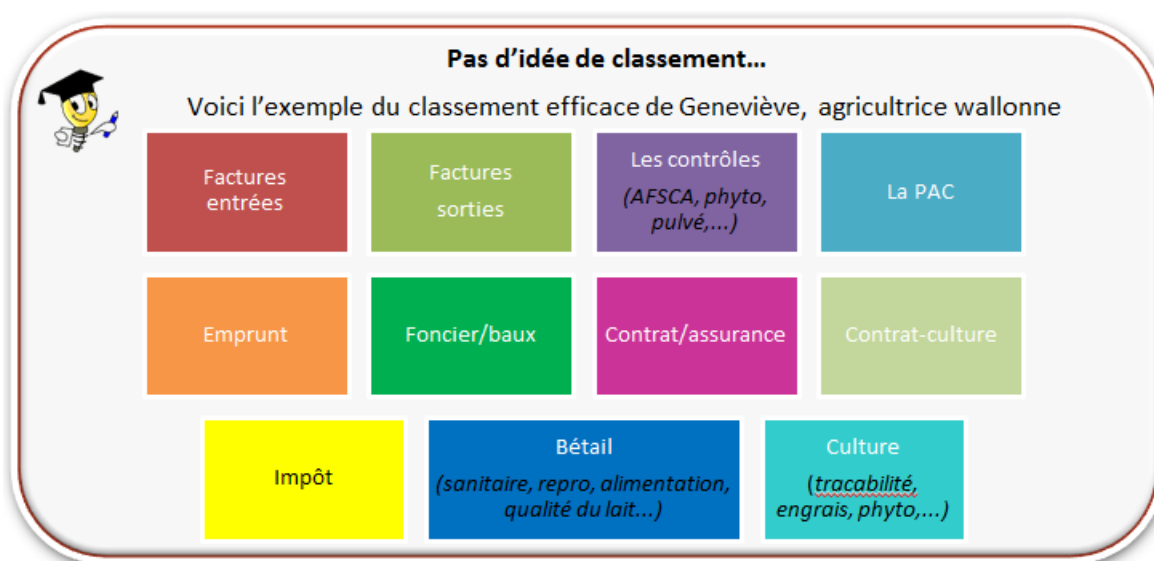 Pas d'idée de classement...
Voici l'exemple du classement efficace de Geneviève, agricultrice wallonne
Factures
entrées
Factures
sorties
Les contrôles
(AFSCA, phyto,
pulvé,...)
La PAC
Emprunt
Foncier/baux
Contrat/assurance
Contrat-culture
Impôt
Bétail
(sanitaire, repro, alimentation,
qualité du lait...)
Culture
(tracabilité,
engrais, phyto,...)